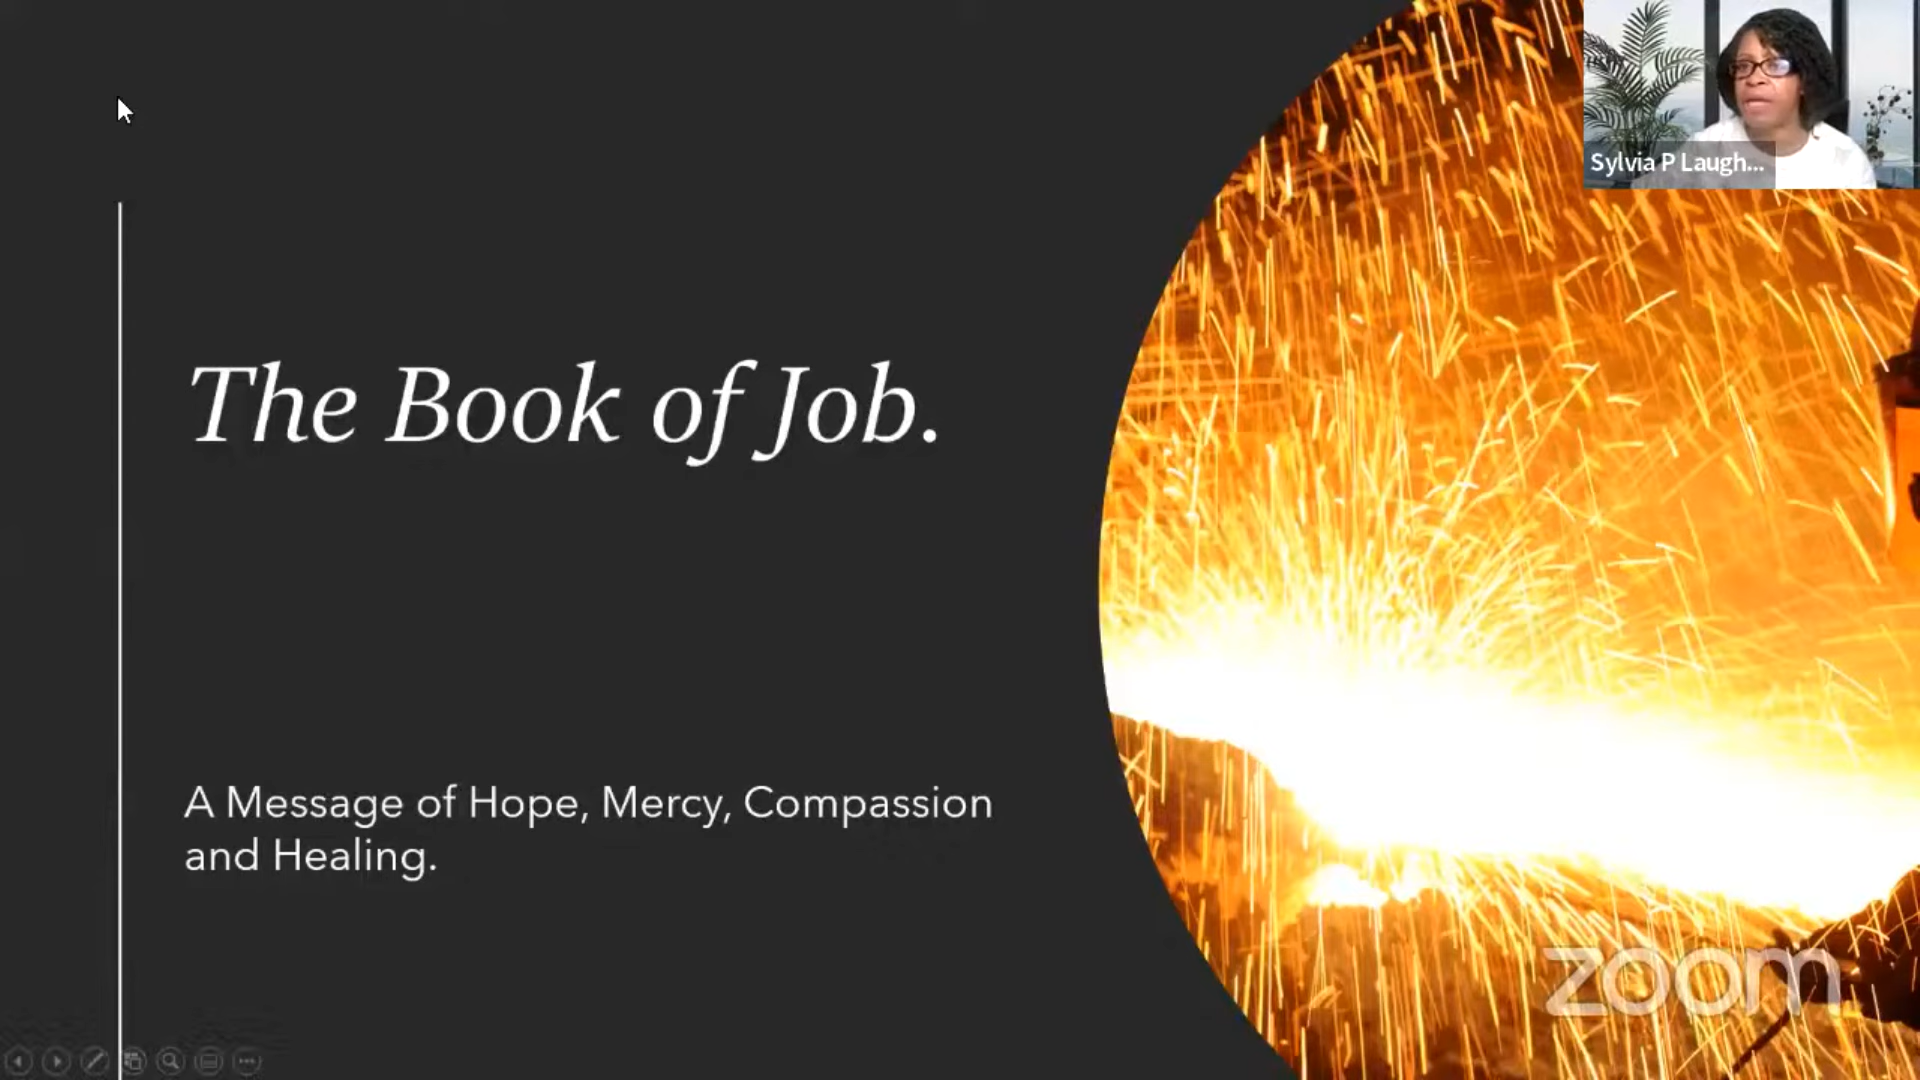 Sylvia P Laugh...
The Book of Job.
A Message of Hope, Mercy, Compassion
and Healing.
zoom